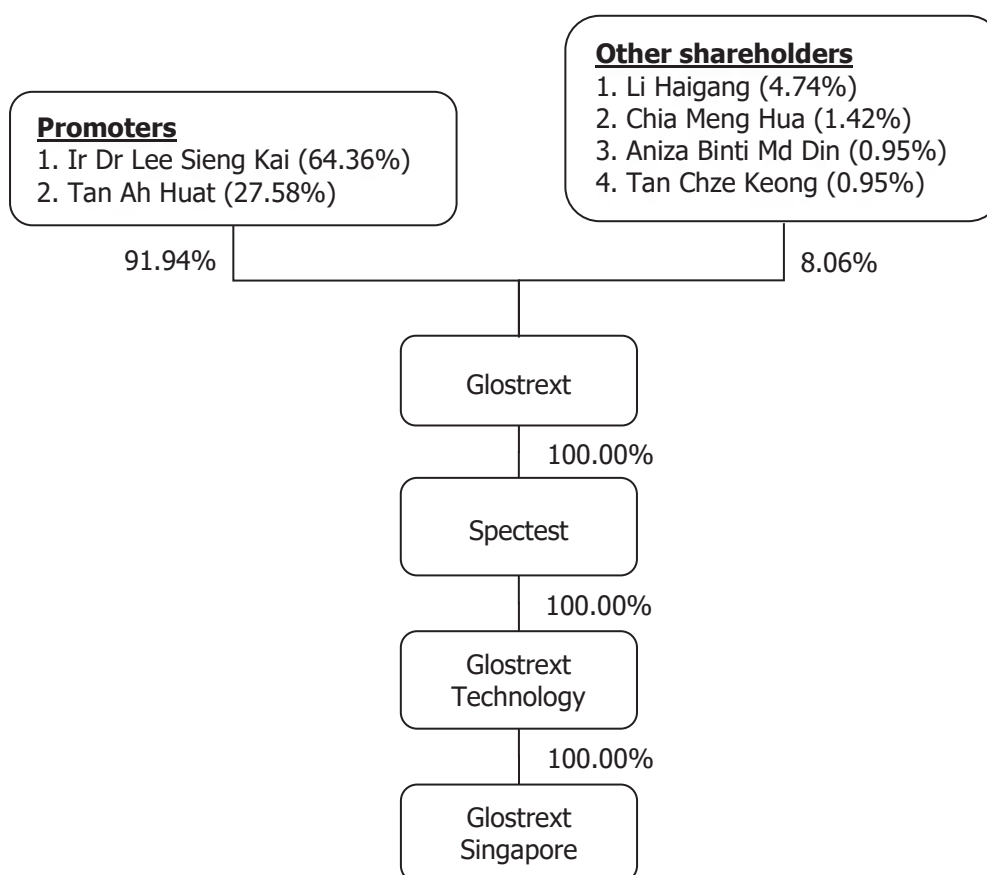 Promoters
1. Ir Dr Lee Sieng Kai (64.36%)
2. Tan Ah Huat (27.58%)
Other shareholders
1. Li Haigang (4.74%)
2. Chia Meng Hua (1.42%)
3. Aniza Binti Md Din (0.95%)
4. Tan Chze Keong (0.95%)
91.94%
8.06%
Glostrext
100.00%
Spectest
100.00%
Glostrext
Technology
100.00%
Glostrext
Singapore